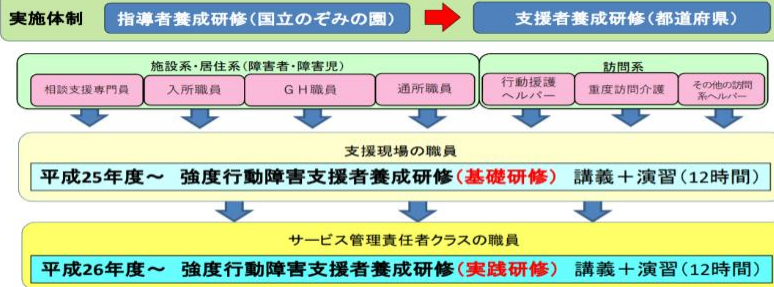 実施体制
指導者養成研修(国立のぞみの園)
支援者養成研修(都道府県)
施設系・居住系(障害者・障害児)
訪問系
相談支援専門員
入所職員
GH職員
通所職員
行動援護
ヘルパー
重度訪問介護
その他の訪問
系ヘルパー
支援現場の職員
平成25年度～ 強度行動障害支援者養成研修(基礎研修) 講義+演習(12時間)
サービス管理責任者クラスの職員
平成26年度～ 強度行動障害支援者養成研修(実践研修) 講義+演習(12時間)